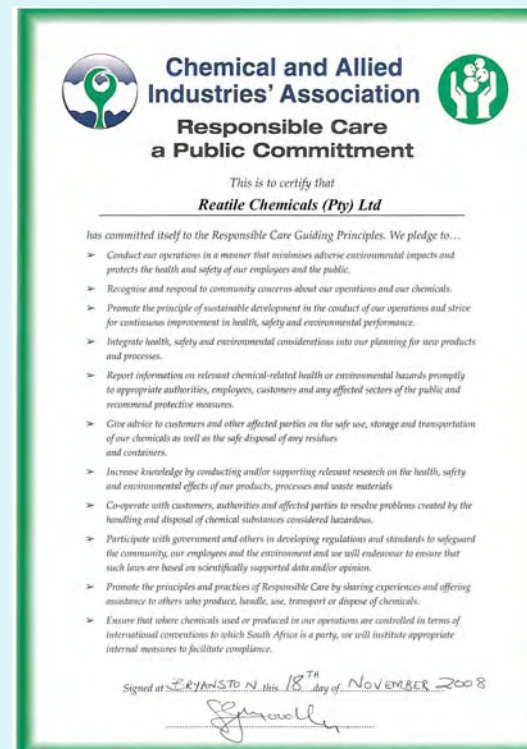 Chemical and Allied
Industries' Association
Responsible Care
a Public Committment
This is to certify that
Reatile Chemicals (Pty) Ltd
has committed itself to the Responsible Care Guiding Principles. We pledge to…
➢ Conduct our operations in a manner that minimises adverse environmental impacts and
protects the health and safety of our employees and the public.
➢ Recognise and respond to community concerns about our operations and our chemicals.
➢ Promote the principle of sustainable development in the conduct of our operations and strive
for continuous improvement in health, safety and environmental performance.
➢ Integrate health, safety and environmental considerations into our planning for new products
and processes.
➢ Report information on relevant chemical-related health or environmental hazards promptly
to appropriate authorities, employees, customers and any affected sectors of the public and
recommend protective measures.
➢ Give advice to customers and other affected parties on the safe use, storage and transportation
of our chemicals as well as the safe disposal of any residues
and containers.
➢ Increase knowledge by conducting and/or supporting relevant research on the health, safety
and environmental effects of our products, processes and waste materials
➢ Co-operate with customers, authorities and affected parties to resolve problems created by the
handling and disposal of chemical substances considered hazardous.
➢ Participate with government and others in developing regulations and standards to safeguard
the community, our employees and the environment and we will endeavour to ensure that
such laws are based on scientifically supported data and/or opinion.
➢ Promote the principles and practices of Responsible Care by sharing experiences and offering
assistance to others who produce, handle, use, transport or dispose of chemicals.
➢ Ensure that where chemicals used or produced in our operations are controlled in terms of
international conventions to which South Africa is a party, we will institute appropriate
internal measures to facilitate compliance.
Signed at BRYANSTON this 18TH day of NOVEMBER 2008